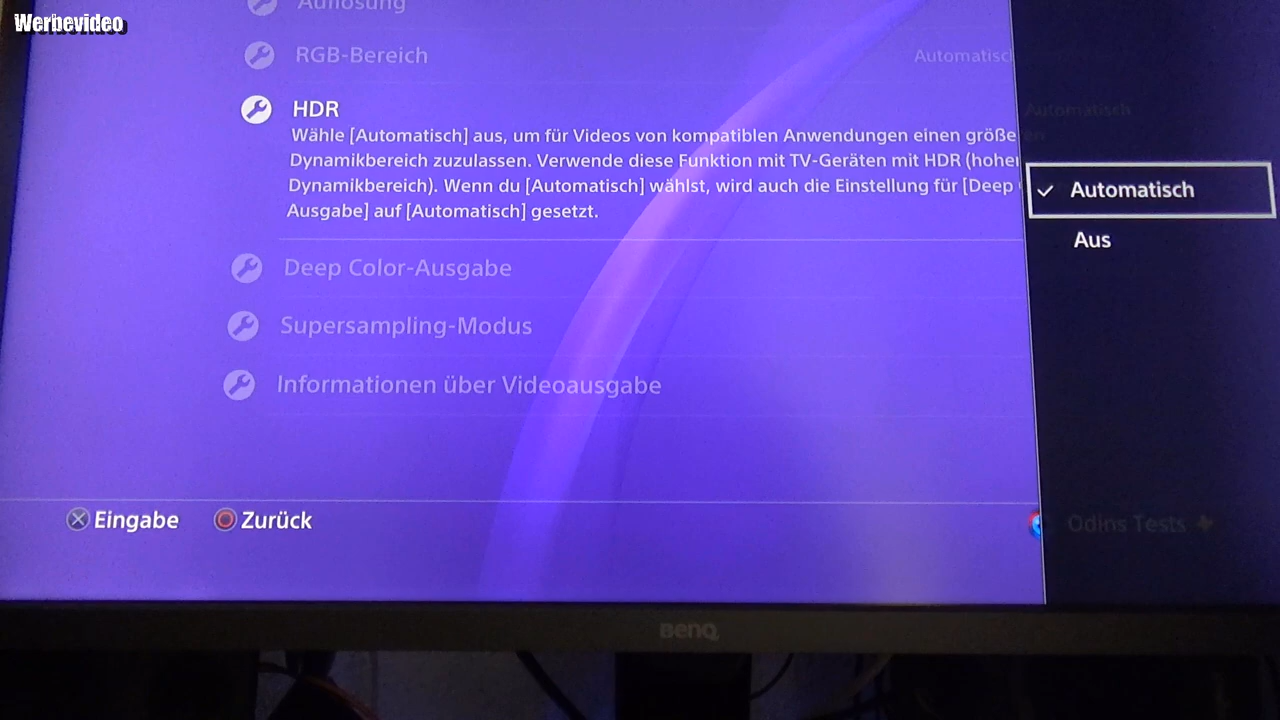 Werbevideo
Auflösung
RGB-Bereich
Automatisch
HDR
Automatisch
Wähle [Automatisch] aus, um für Videos von kompatiblen Anwendungen einen größeren
Dynamikbereich zuzulassen. Verwende diese Funktion mit TV-Geräten mit HDR (hoher
Dynamikbereich). Wenn du [Automatisch] wählst, wird auch die Einstellung für [Deep
Ausgabe] auf [Automatisch] gesetzt.
Automatisch
Aus
Deep Color-Ausgabe
Supersampling-Modus
Informationen über Videoausgabe
Eingabe
Zurück
Odins Tests
BenQ